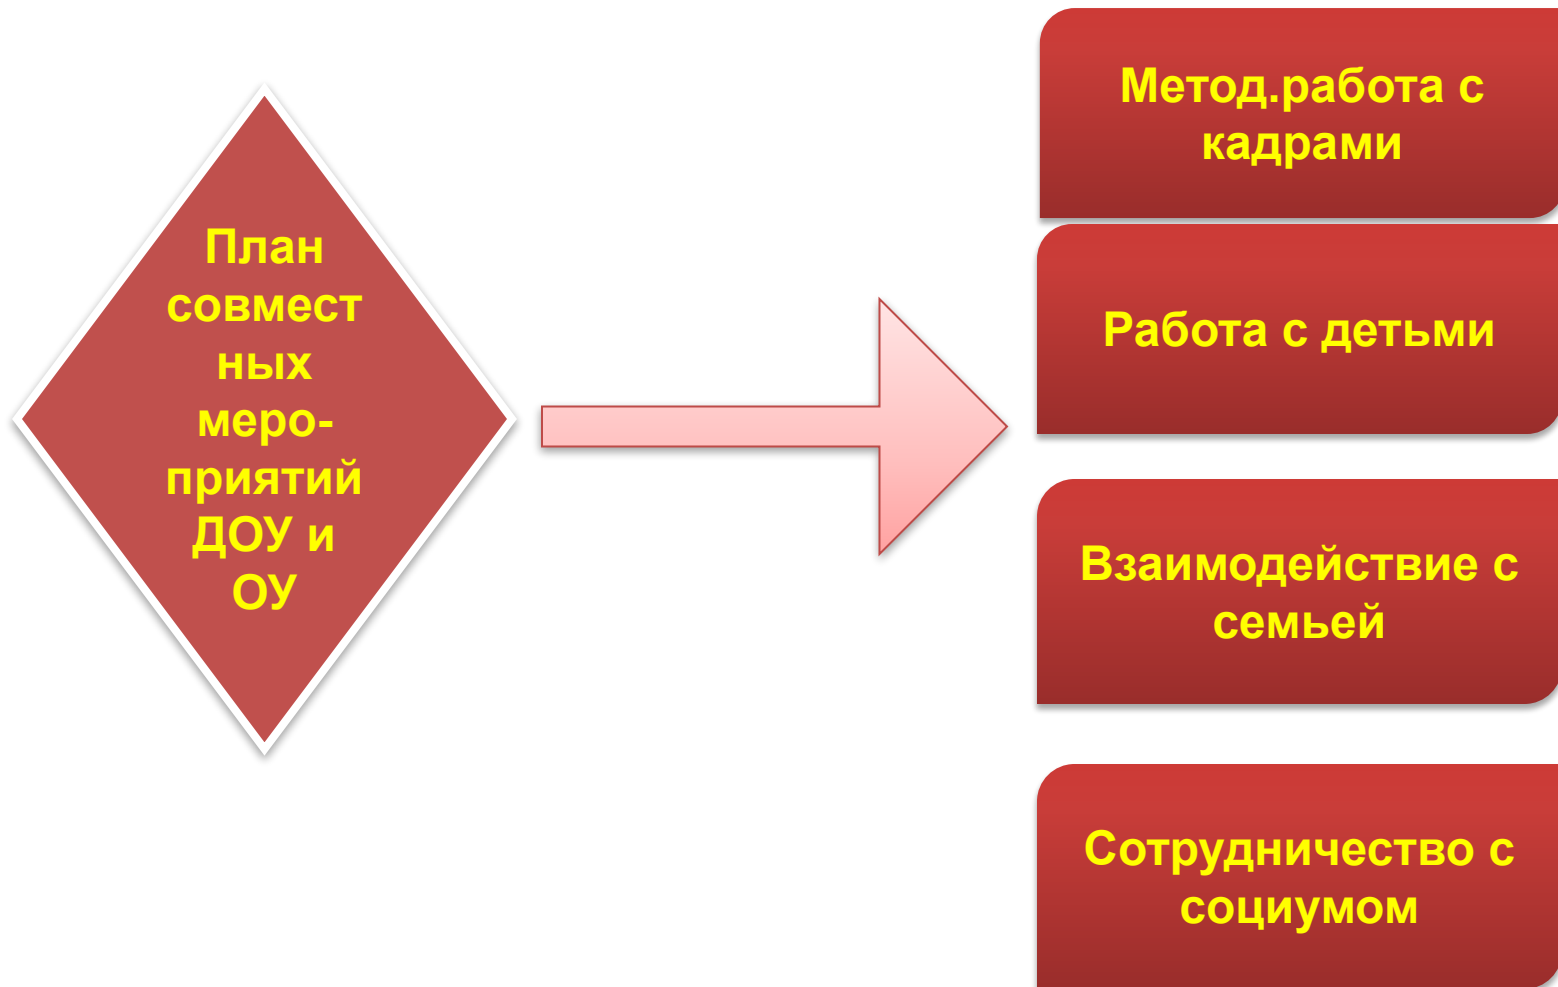 План
совмест
ных
меро-
приятий
ДОУ и
ОУ
Метод.работа с
кадрами
Работа с детьми
Взаимодействие с
семьей
Сотрудничество с
социумом